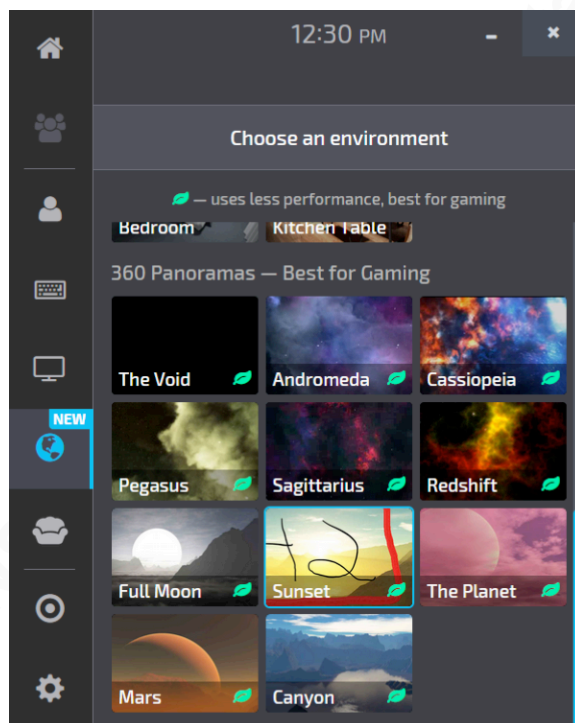 12:30 PM
Choose an environment
NEW
— uses less performance, best for gaming
Bedroom Kitchen Table
360 Panoramas — Best for Gaming
The Void Andromeda Cassiopeia
Pegasus Sagittarius Redshift
Full Moon Sunset The Planet
Mars Canyon